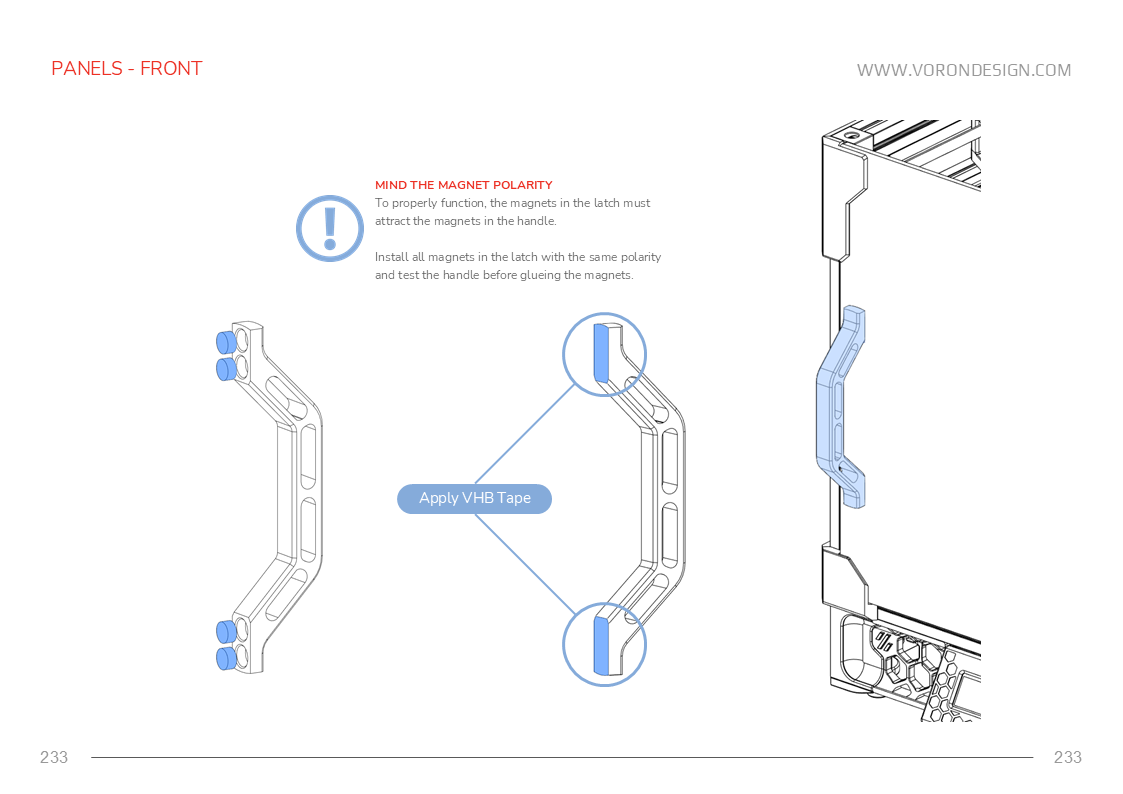 PANELS - FRONT
WWW.VORONDESIGN.COM
MIND THE MAGNET POLARITY
To properly function, the magnets in the latch must
attract the magnets in the handle.
Install all magnets in the latch with the same polarity
and test the handle before glueing the magnets.
Apply VHB Tape
233
233